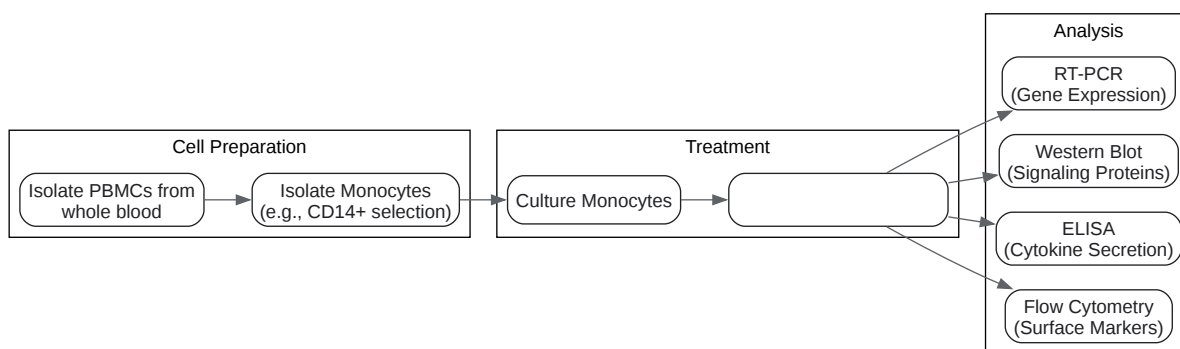 Cell Preparation
Isolate PBMCs from
whole blood
Isolate Monocytes
(e.g., CD14+ selection)
Treatment
Culture Monocytes
Analysis
RT-PCR
(Gene Expression)
Western Blot
(Signaling Proteins)
ELISA
(Cytokine Secretion)
Flow Cytometry
(Surface Markers)